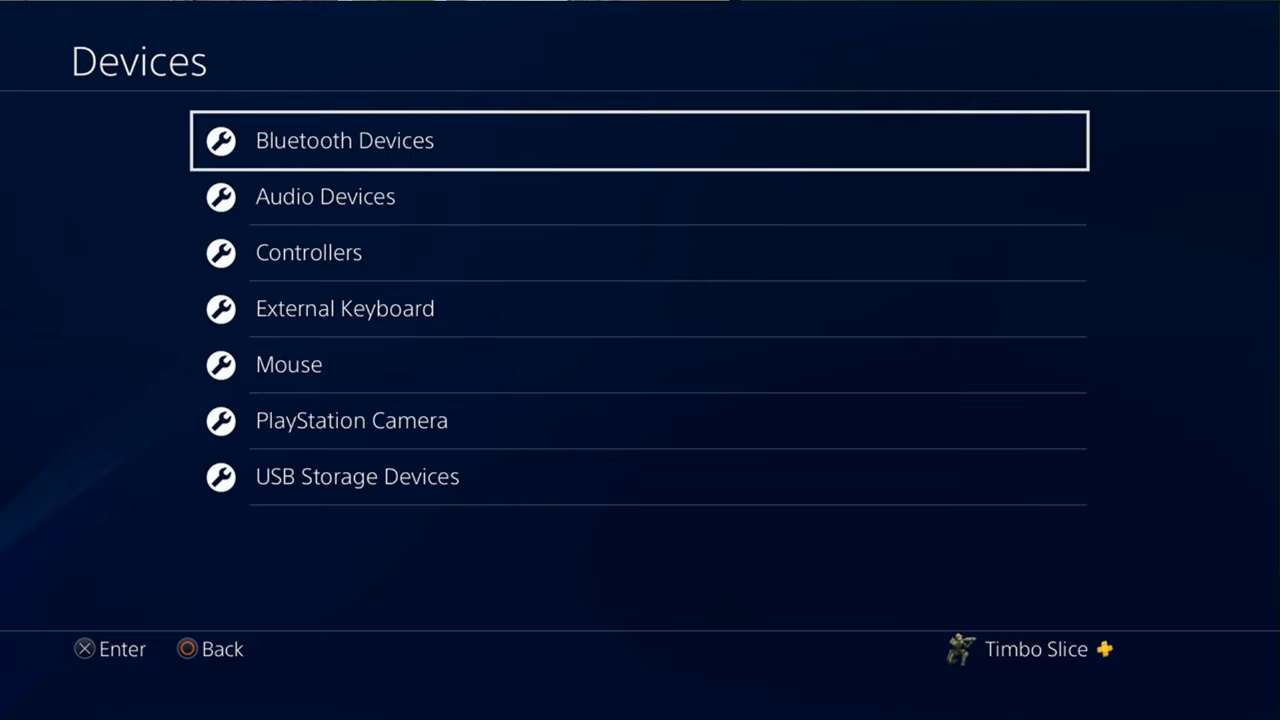 Devices
Bluetooth Devices
Audio Devices
Controllers
External Keyboard
Mouse
PlayStation Camera
USB Storage Devices
Enter Back Timbo Slice